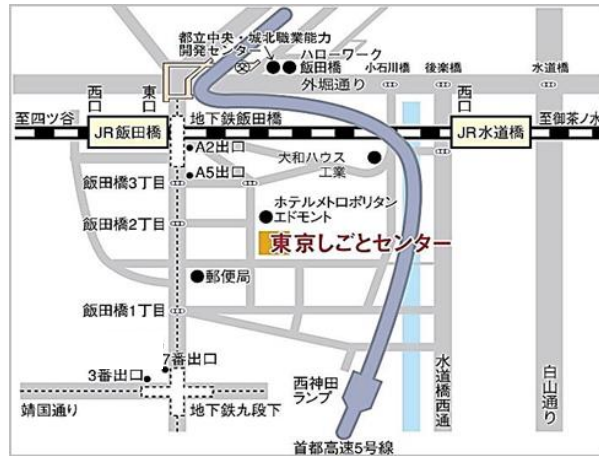 都立中央・城北職業能力
開発センター
ハローワーク
飯田橋
小石川橋
後楽橋
水道橋
外堀通り
西口
東口
西口
至四ツ谷
JR飯田橋
地下鉄飯田橋
JR水道橋
至御茶ノ水
A2出口
大和ハウス
工業
A5出口
飯田橋3丁目
ホテルメトロポリタン
エドモント
飯田橋2丁目
東京しごとセンター
郵便局
飯田橋1丁目
7番出口
3番出口
西神田
ランプ
水道橋西通
白山通り
靖国通り
地下鉄九段下
首都高速5号線